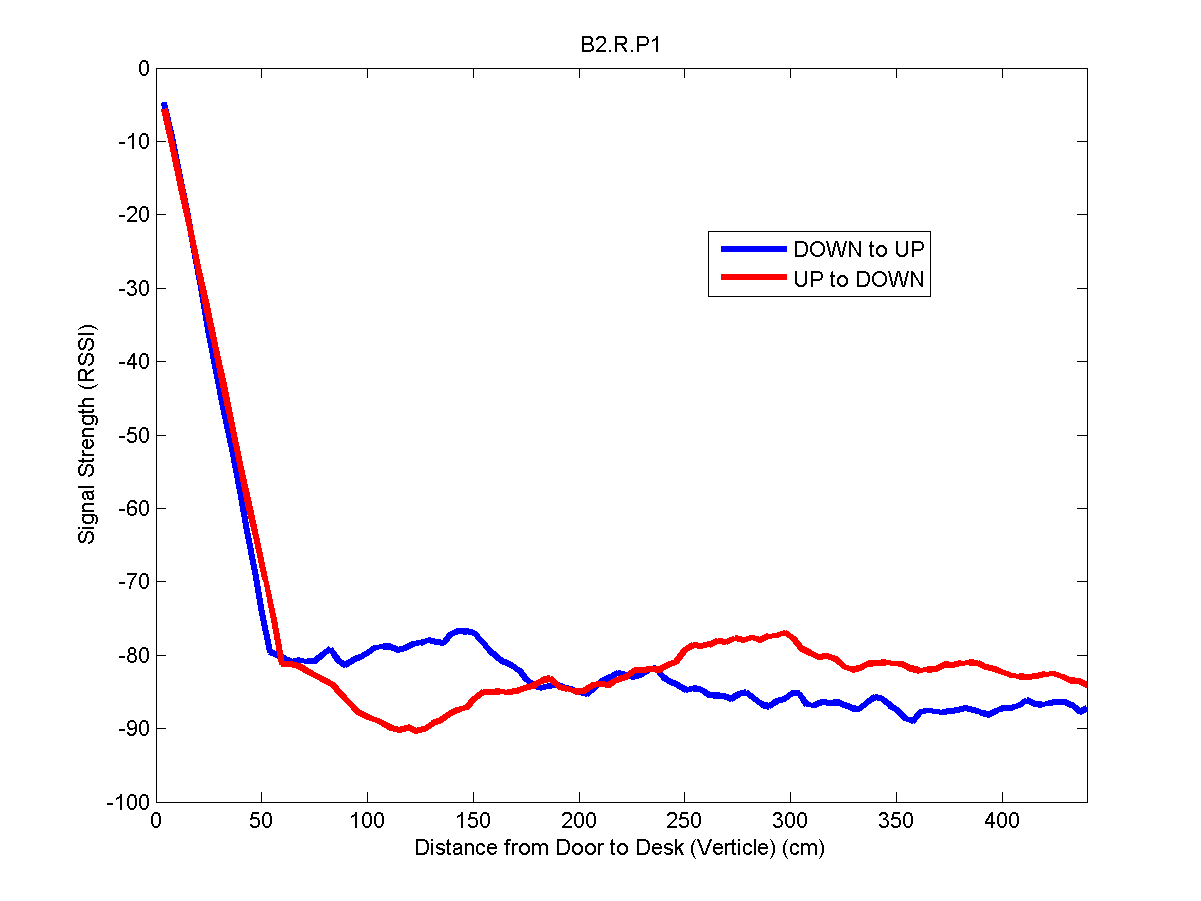 B2.R.P1
0
-10
-20
-30
-40
-50
-60
-70
-80
-90
-100
Signal Strength (RSSI)
DOWN to UP
UP to DOWN
0 50 100 150 200 250 300 350 400
Distance from Door to Desk (Verticle) (cm)